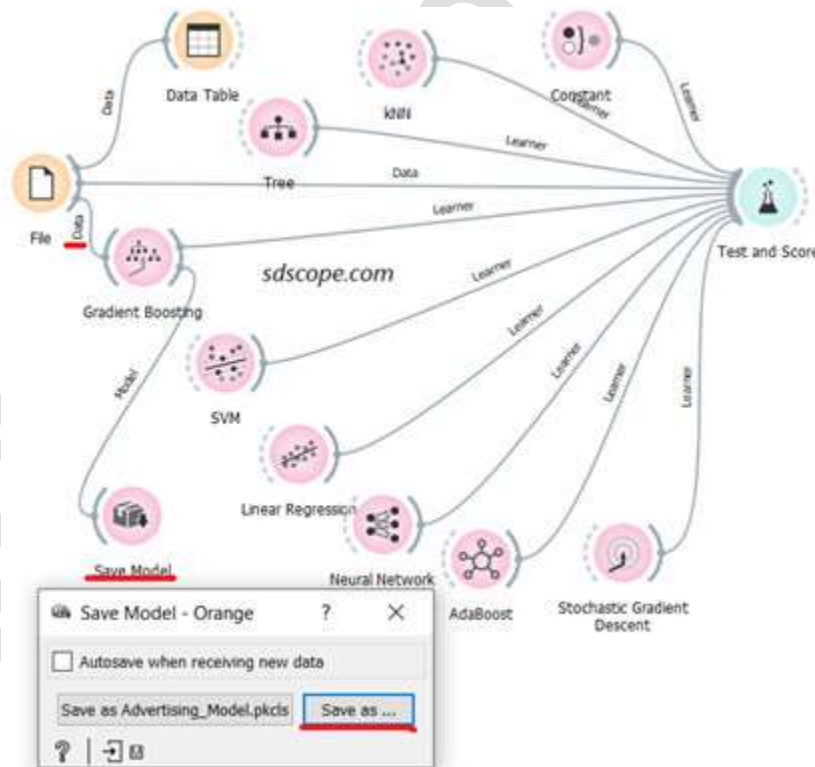 Data Table
kNN
Constant
Data
Learner
Learner
Tree
Learner
Data
File
Data
Learner
Test and Score
Gradient Boosting
sdscope.com
Learner
Model
Learner
SVM
Learner
Learner
Learner
Linear Regression
Save Model
Neural Network
AdaBoost
Stochastic Gradient
Descent
Save Model - Orange ? ×
Autosave when receiving new data
Save as Advertising_Model.pkcls Save as ...
?